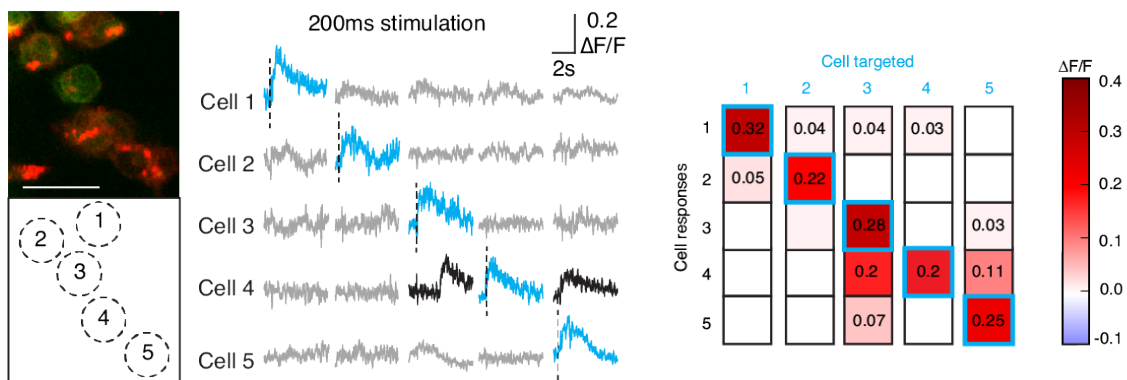 200ms stimulation
0.2
ΔF/F
2s
Cell 1
Cell 2
Cell 3
Cell 4
Cell 5
1
2
3
4
5
Cell targeted
1 2 3 4 5
Cell responses
1 0.32 0.04 0.04 0.03
2 0.05 0.22
3 0.28 0.03
4 0.2 0.2 0.11
5 0.07 0.25
ΔF/F
0.4
0.3
0.2
0.1
0.0
-0.1